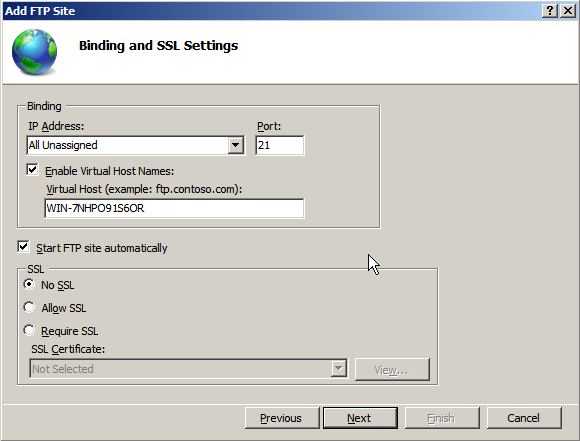 Add FTP Site
Binding and SSL Settings
Binding
IP Address:
Port:
All Unassigned
21
Enable Virtual Host Names:
Virtual Host (example: ftp.contoso.com):
WIN-7NHPO91S6OR
Start FTP site automatically
SSL
No SSL
Allow SSL
Require SSL
SSL Certificate:
Not Selected
View...
Previous
Next
Finish
Cancel